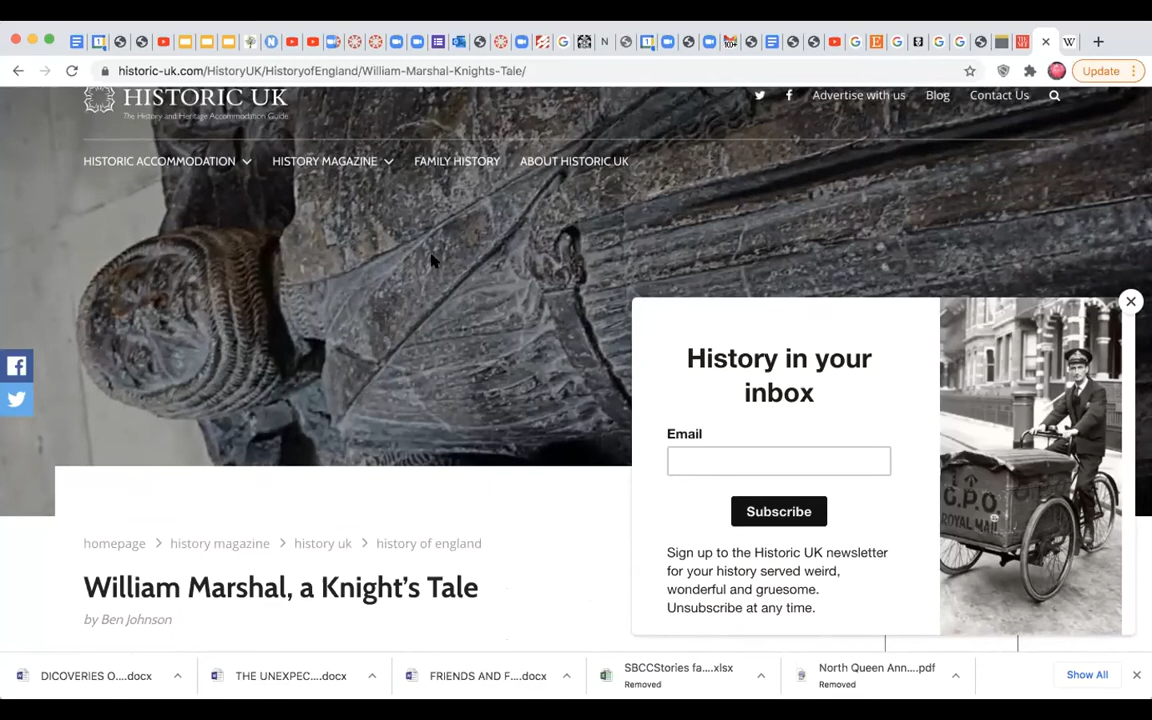 historic-uk.com/HistoryUK/HistoryofEngland/William-Marshal-Knights-Tale/
Update
HISTORIC UK
The History and Heritage Accommodation Guide
Advertise with us
Blog
Contact Us
HISTORIC ACCOMMODATION
HISTORY MAGAZINE
FAMILY HISTORY
ABOUT HISTORIC UK
History in your
inbox
Email
Subscribe
Sign up to the Historic UK newsletter
for your history served weird,
wonderful and gruesome.
Unsubscribe at any time.
G.P.O
ROYAL MAIL
homepage > history magazine > history uk > history of england
William Marshal, a Knight's Tale
by Ben Johnson
DICOVERIES O....docx
THE UNEXPEC....docx
FRIENDS AND F....docx
SBCCStories fa....xlsx
Removed
North Queen Ann....pdf
Removed
Show All